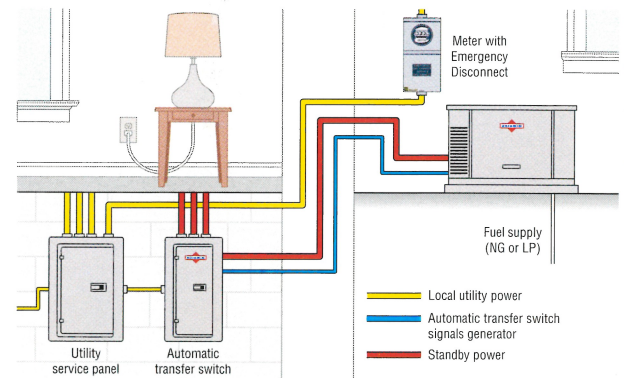 Meter with
Emergency
Disconnect
Fuel supply
(NG or LP)
Local utility power
Automatic transfer switch
signals generator
Standby power
Utility
service panel
Automatic
transfer switch